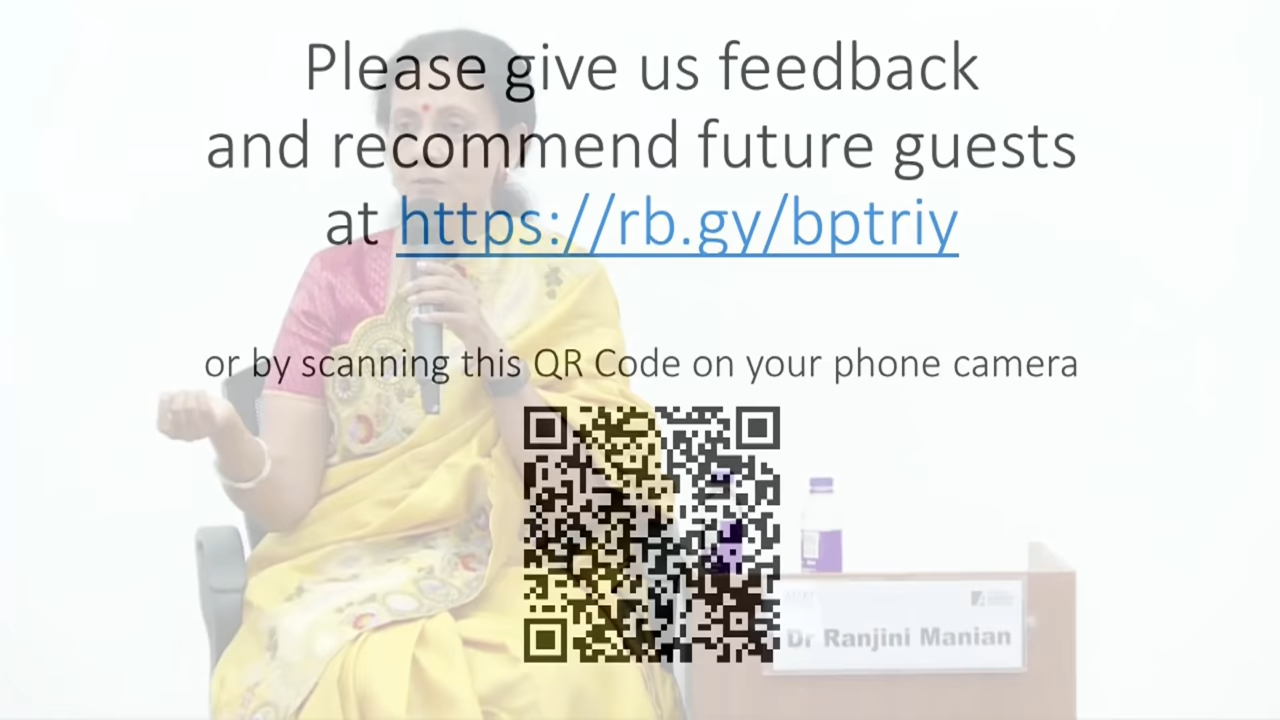 Please give us feedback
and recommend future guests
at https://rb.gy/bptriy
or by scanning this QR Code on your phone camera
Dr Ranjini Manian